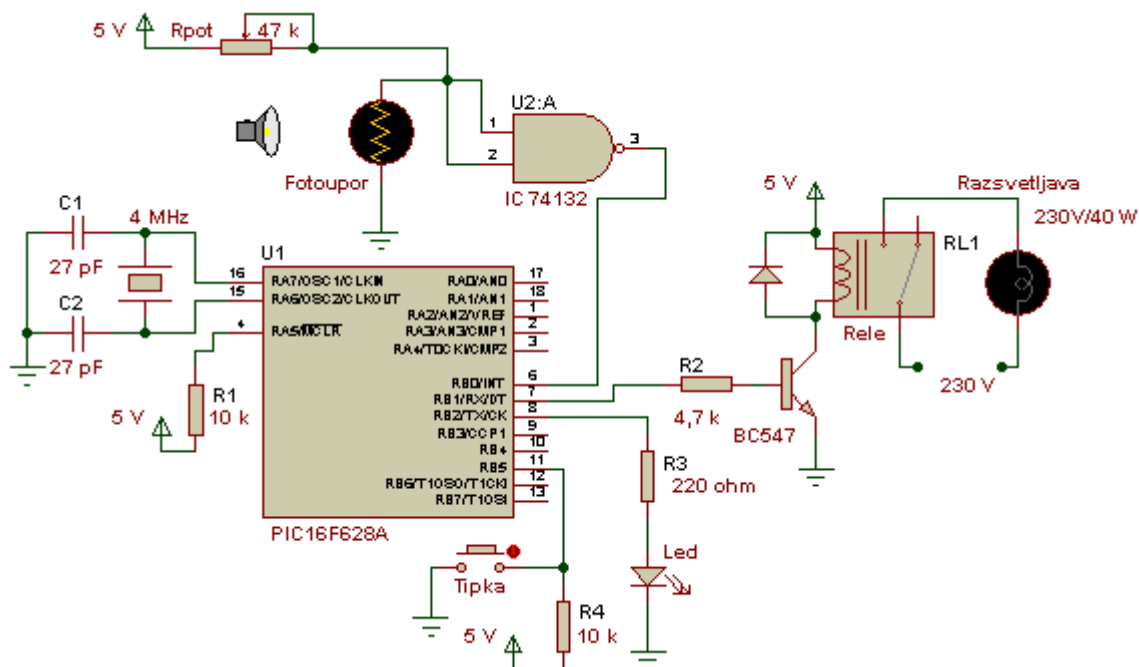 5 V
Rpot
47 k
U2:A
1
2
3
Fotoupor
IC 74132
C1
27 pF
4 MHz
C2
27 pF
U1
16
RA7/OSC1/CLKIN
15
RA6/OSC2/CLKOUT
4
RA5/MCLR
RA0/AN0
17
RA1/AN1
18
RA2/AN2/VREF
1
RA3/AN3/CMP1
2
RA4/T0CKI/CMP2
3
RB0/INT
6
RB1/RX/DT
7
RB2/TX/CK
8
RB3/CCP1
9
RB4
10
RB5
11
RB6/T1OSO/T1CKI
12
RB7/T1OSI
13
PIC16F628A
R1
10 k
5 V
R2
4,7 k
BC547
5 V
RL1
Rele
Razsvetljava
230V/40 W
230 V
R3
220 ohm
Led
Tipka
R4
10 k
5 V